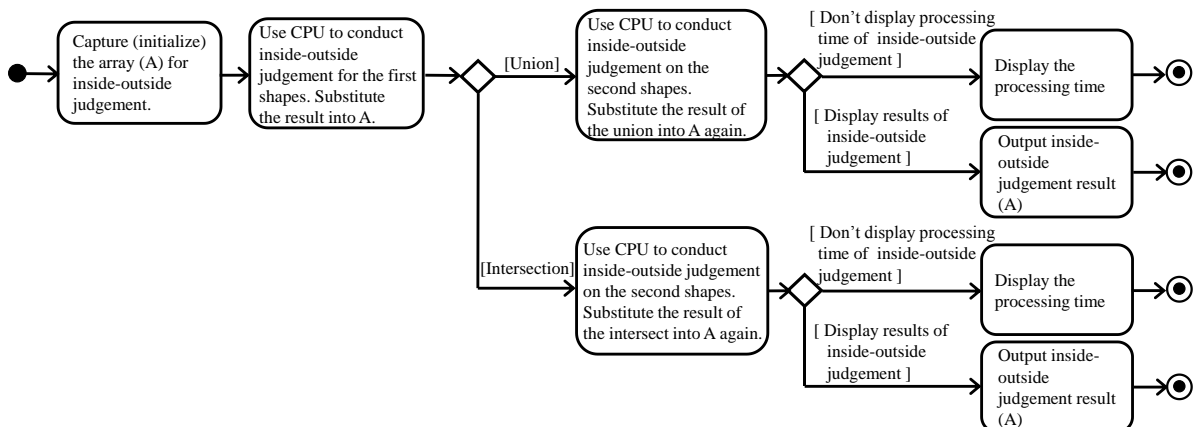 Capture (initialize)
the array (A) for
inside-outside
judgement.
Use CPU to conduct
inside-outside
judgement for the first
shapes. Substitute
the result into A.
[Union]
Use CPU to conduct
inside-outside
judgement on the
second shapes.
Substitute the result of
the union into A again.
[ Don’t display processing
time of inside-outside
judgement ]
Display the
processing time
[ Display results of
inside-outside
judgement ]
Output inside-
outside
judgement result
(A)
[Intersection]
Use CPU to conduct
inside-outside judgement
on the second shapes.
Substitute the result of
the intersect into A again.
[ Don’t display processing
time of inside-outside
judgement ]
Display the
processing time
[ Display results of
inside-outside
judgement ]
Output inside-
outside
judgement result
(A)